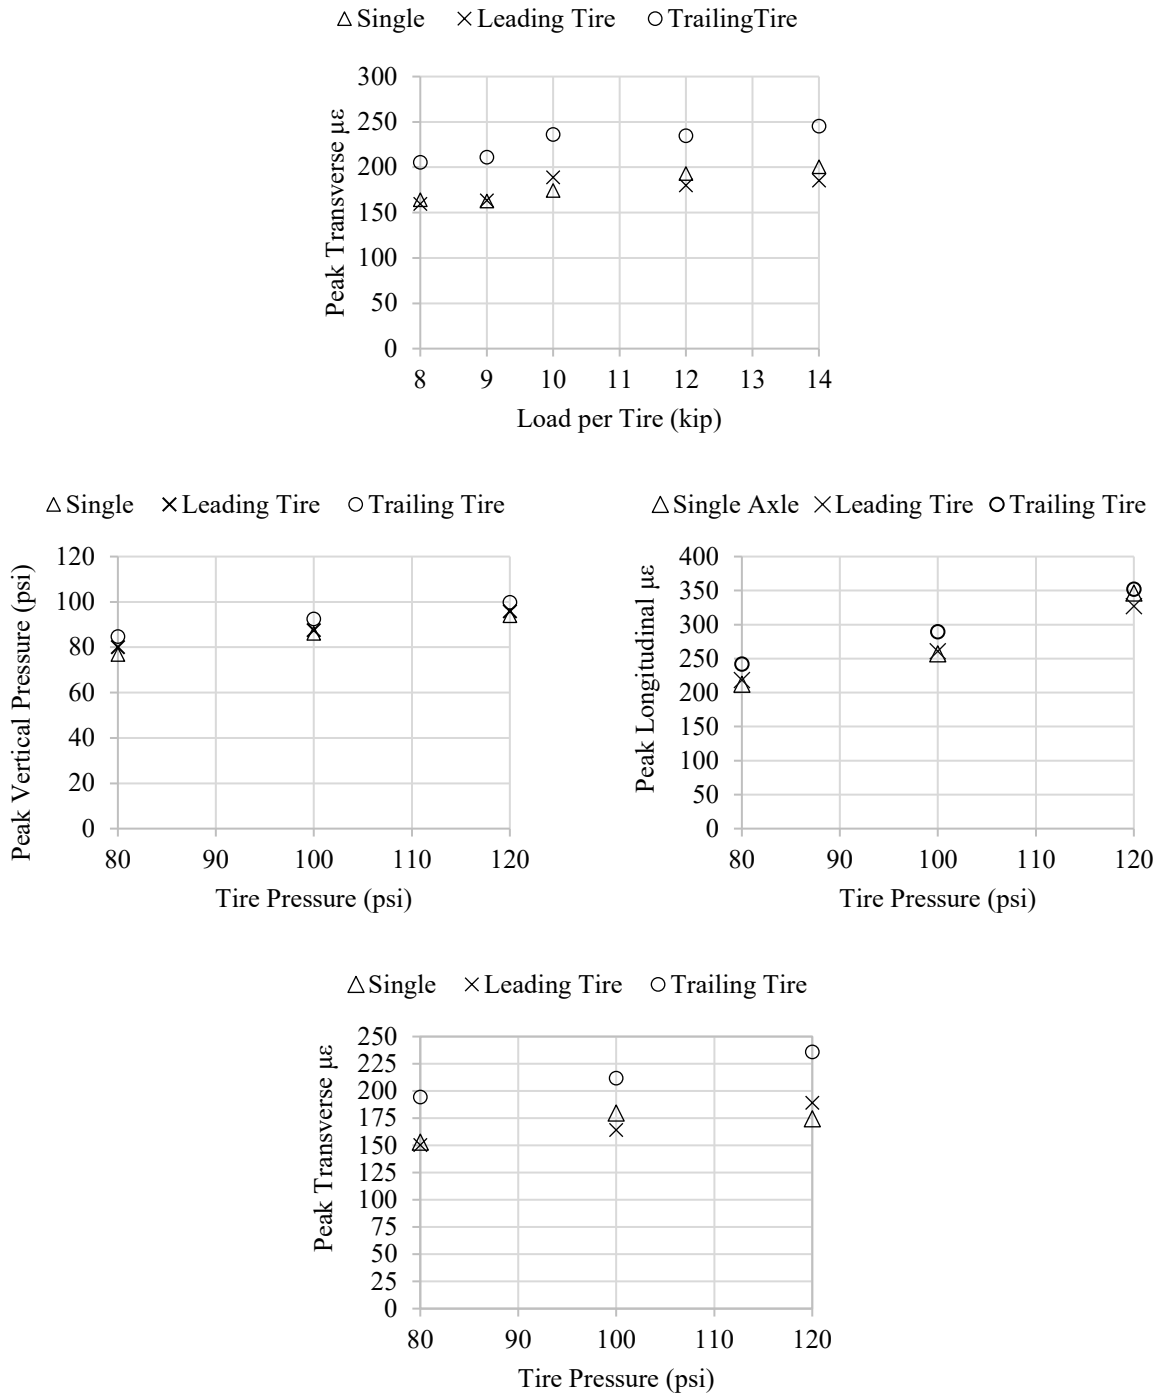 Single Leading Tire TrailingTire
300
250
200
150
100
50
0
Peak Transverse με
8 9 10 11 12 13 14
Load per Tire (kip)
Single Leading Tire Trailing Tire
120
100
80
60
40
20
0
Peak Vertical Pressure (psi)
80 90 100 110 120
Tire Pressure (psi)
Single Axle Leading Tire Trailing Tire
400
350
300
250
200
150
100
50
0
Peak Longitudinal με
80 90 100 110 120
Tire Pressure (psi)
Single Leading Tire Trailing Tire
250
225
200
175
150
125
100
75
50
25
0
Peak Transverse με
80 90 100 110 120
Tire Pressure (psi)